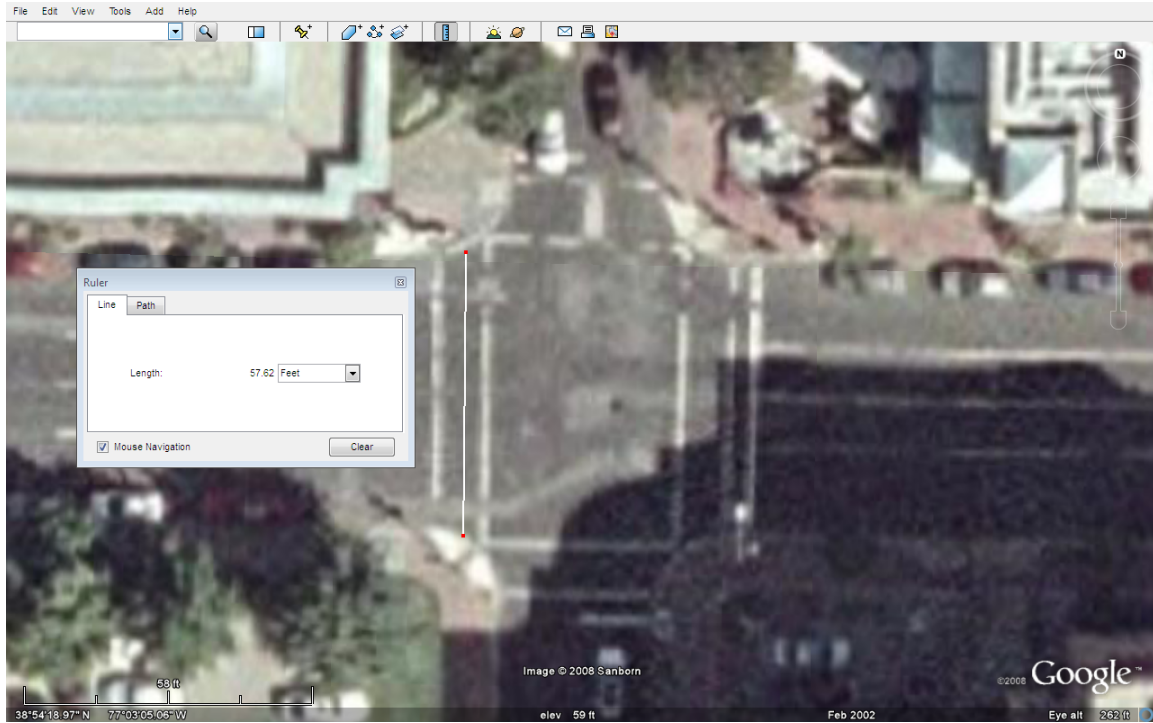 File Edit View Tools Add Help
N
Ruler
Line Path
Length: 57.62 Feet
Mouse Navigation Clear
58 ft
Image © 2008 Sanborn
©2008 Google™
38°54'18.97" N 77°03'05.06" W elev 59 ft Feb 2002 Eye alt 262 ft